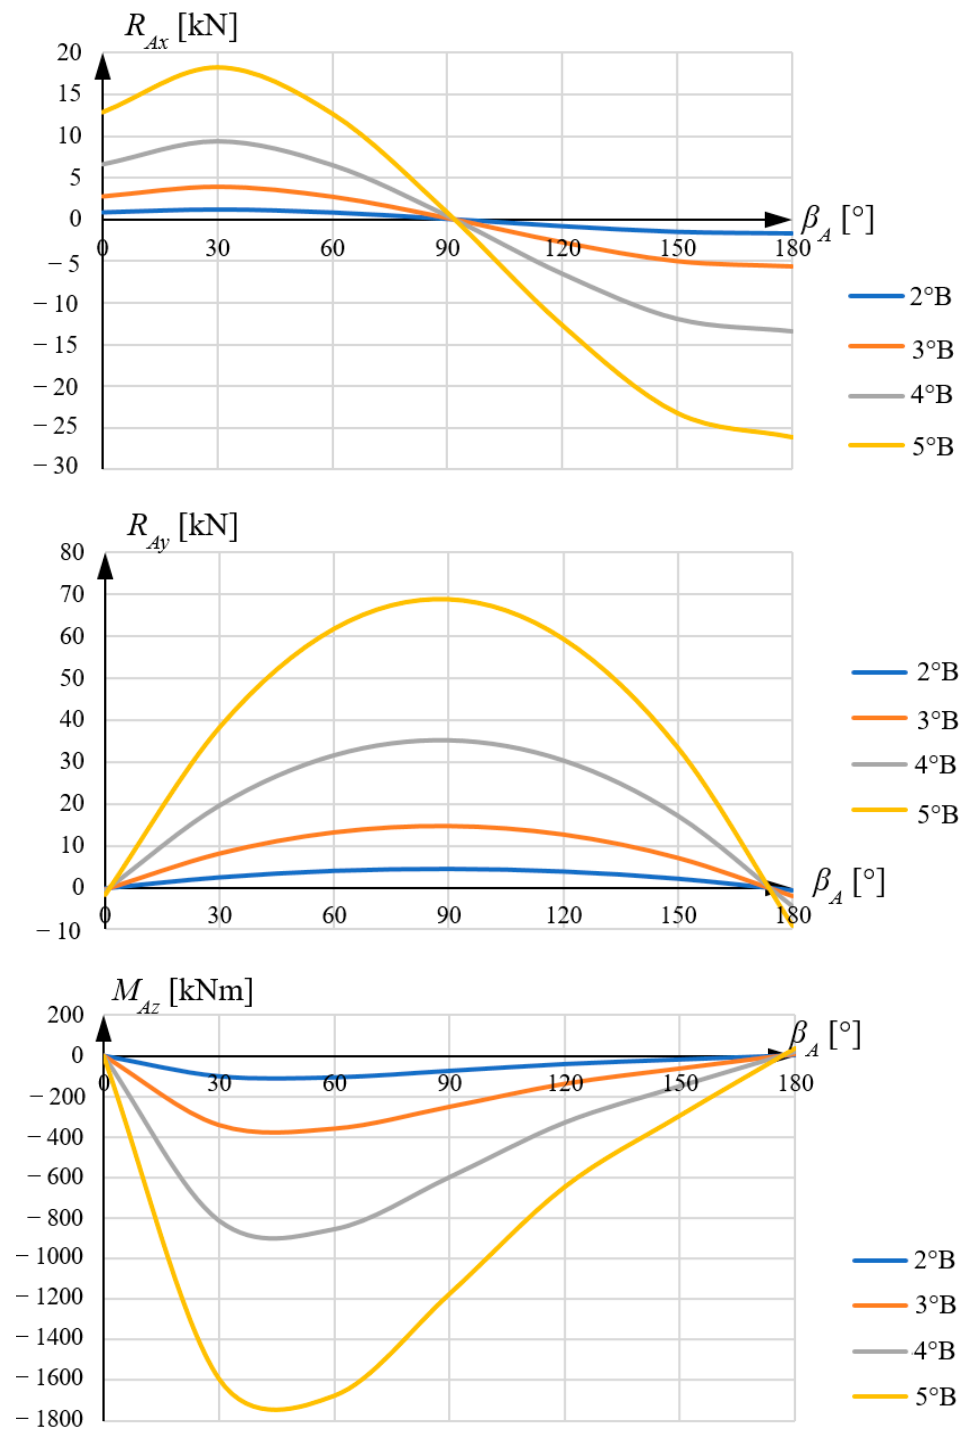 R_Ax [kN]
20
15
10
5
0
− 5
− 10
− 15
− 20
− 25
− 30
0 30 60 90 120 150 180
β_A [°]
2°B
3°B
4°B
5°B
R_Ay [kN]
80
70
60
50
40
30
20
10
0
− 10
0 30 60 90 120 150 180
β_A [°]
2°B
3°B
4°B
5°B
M_Az [kNm]
200
0
− 200
− 400
− 600
− 800
− 1000
− 1200
− 1400
− 1600
− 1800
0 30 60 90 120 150 180
β_A [°]
2°B
3°B
4°B
5°B